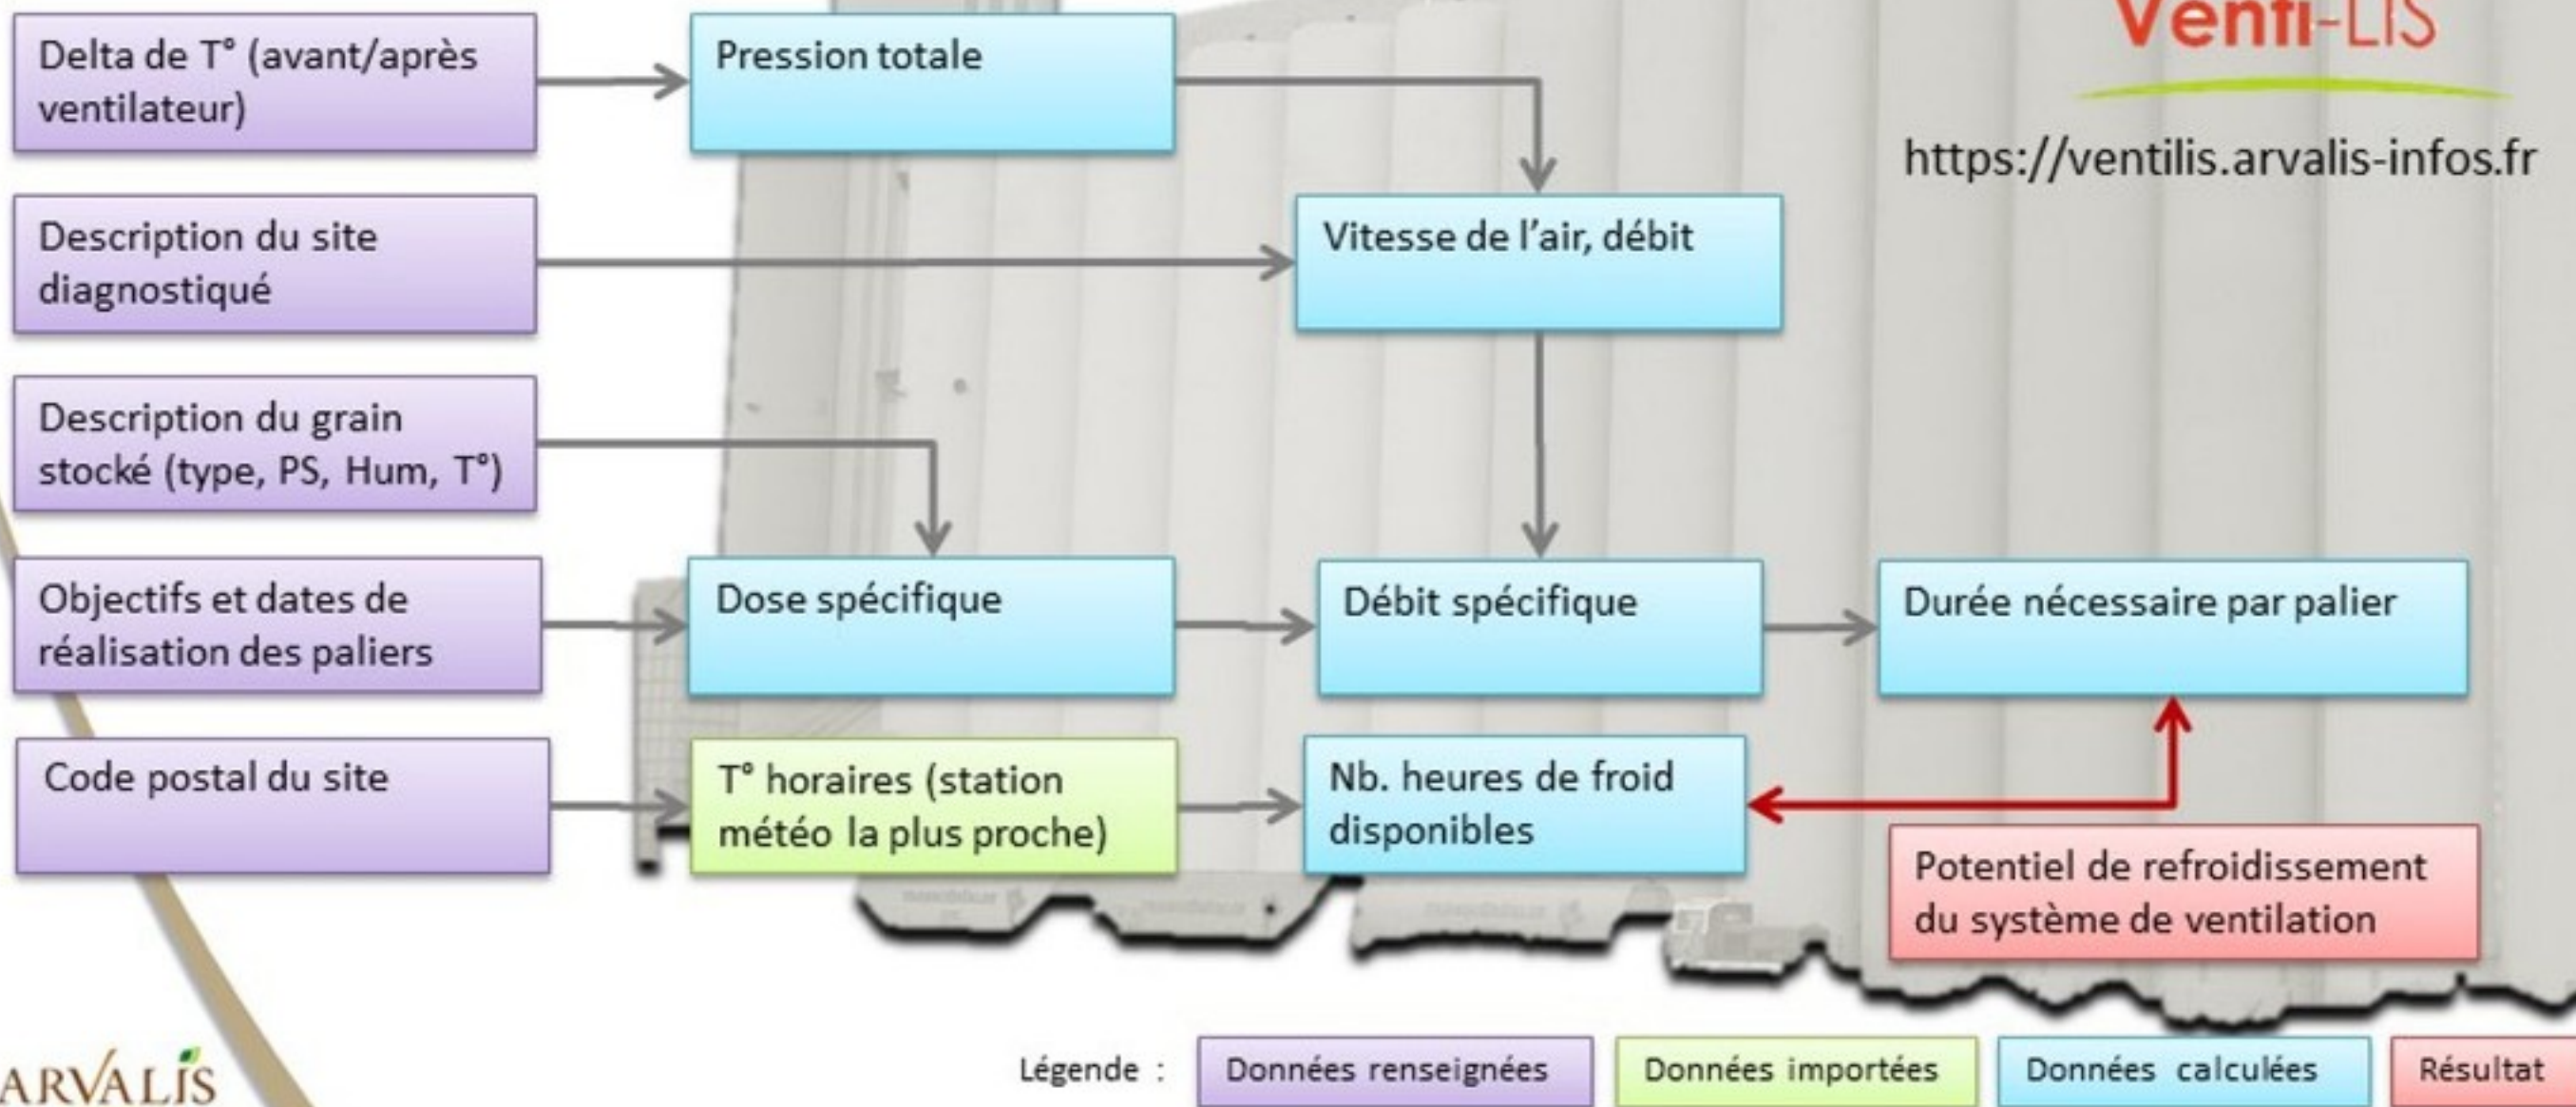 Venti-LIS
https://ventilis.arvalis-infos.fr
Delta de T° (avant/après
ventilateur)
Pression totale
Description du site
diagnostiqué
Vitesse de l'air, débit
Description du grain
stocké (type, PS, Hum, T°)
Objectifs et dates de
réalisation des paliers
Dose spécifique
Débit spécifique
Durée nécessaire par palier
Code postal du site
T° horaires (station
météo la plus proche)
Nb. heures de froid
disponibles
Potentiel de refroidissement
du système de ventilation
ARVALIS
Légende :
Données renseignées
Données importées
Données calculées
Résultat